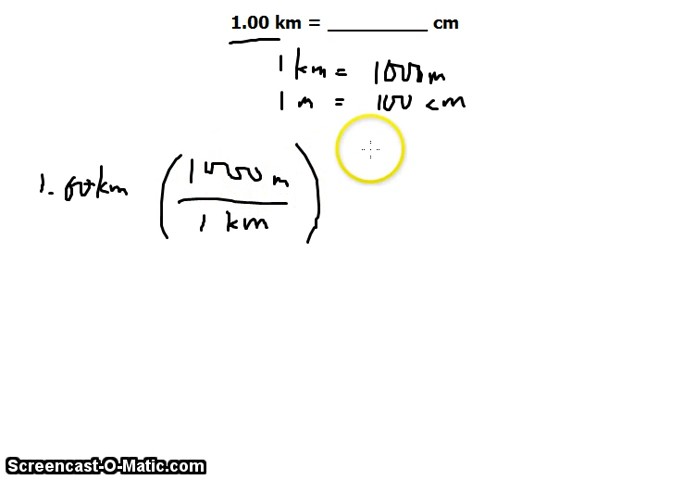 1.00 km = __________ cm
1 km = 1000 m
1 m = 100 cm
1.00 km ( 1000 m / 1 km )
Screencast-O-Matic.com